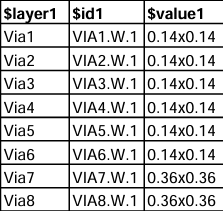 $layer1 $id1 $value1
Via1 VIA1.W.1 0.14x0.14
Via2 VIA2.W.1 0.14x0.14
Via3 VIA3.W.1 0.14x0.14
Via4 VIA4.W.1 0.14x0.14
Via5 VIA5.W.1 0.14x0.14
Via6 VIA6.W.1 0.14x0.14
Via7 VIA7.W.1 0.36x0.36
Via8 VIA8.W.1 0.36x0.36